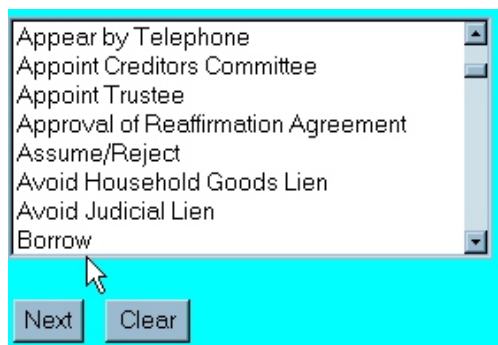 Appear by Telephone
Appoint Creditors Committee
Appoint Trustee
Approval of Reaffirmation Agreement
Assume/Reject
Avoid Household Goods Lien
Avoid Judicial Lien
Borrow
Next Clear